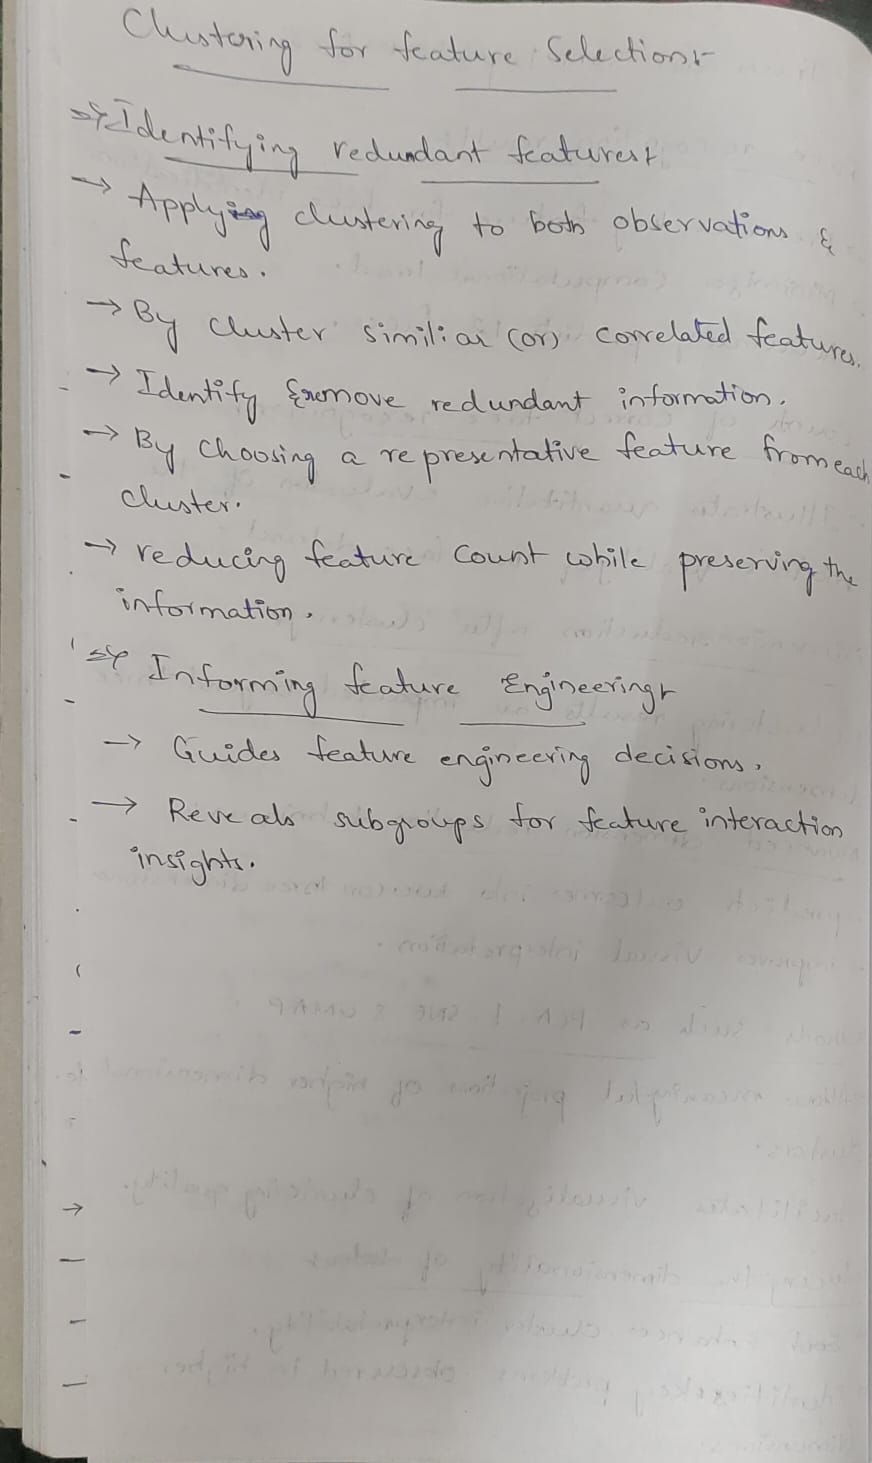 Clustering for feature Selection:-
=> Identifying redundant features:-
→ Applying clustering to both observations &
features.
→ By cluster similiar (or) correlated features.
→ Identify & remove redundant information.
→ By choosing a representative feature from each
cluster.
→ reducing feature count while preserving the
information.
=> Informing feature Engineering:-
→ Guides feature engineering decisions.
→ Reveals subgroups for feature interaction
insights.